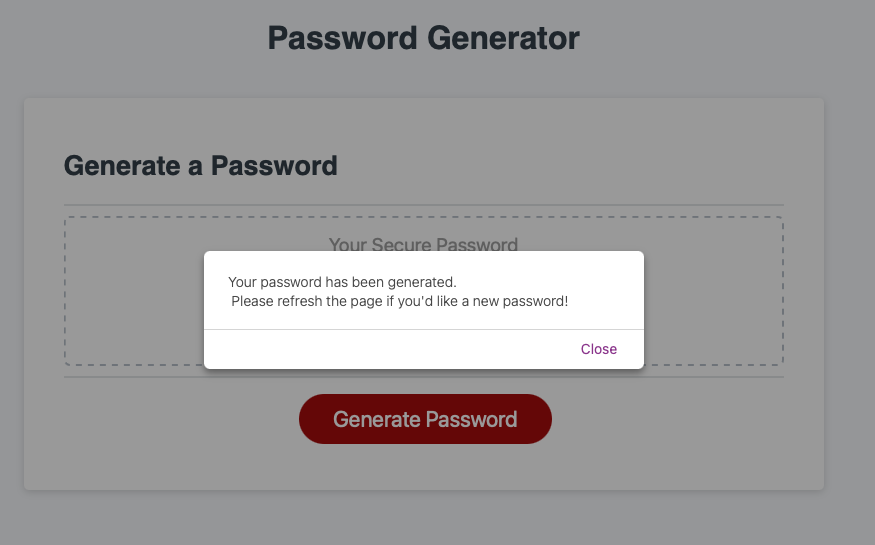 Password Generator
Generate a Password
Your Secure Password
Your password has been generated.
Please refresh the page if you'd like a new password!
Close
Generate Password